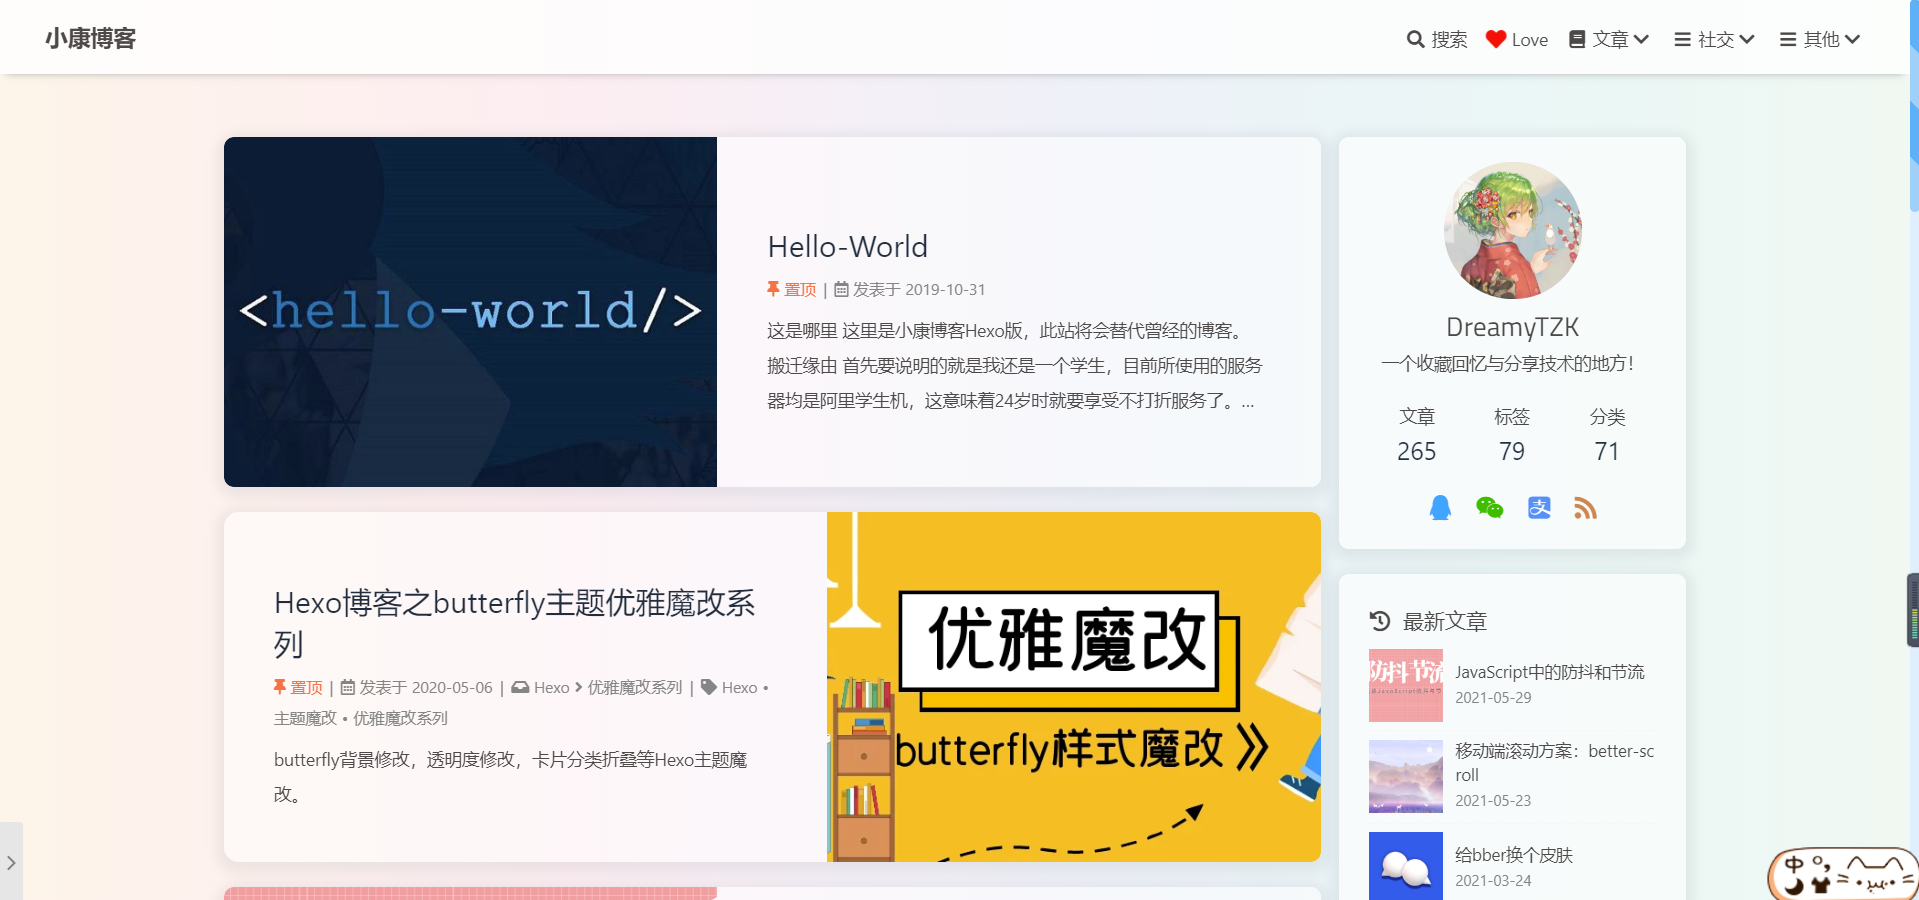 小康博客
搜索 Love 文章 社交 其他
<hello-world/>
Hello-World
置顶 | 发表于 2019-10-31
这是哪里 这里是小康博客Hexo版，此站将会替代曾经的博客。
搬迁缘由 首先要说明的就是我还是一个学生，目前所使用的服务
器均是阿里学生机，这意味着24岁时就要享受不打折服务了。...
Hexo博客之butterfly主题优雅魔改系
列
置顶 | 发表于 2020-05-06 | Hexo > 优雅魔改系列 | Hexo •
主题魔改 • 优雅魔改系列
butterfly背景修改，透明度修改，卡片分类折叠等Hexo主题魔
改。
优雅魔改
butterfly样式魔改
DreamyTZK
一个收藏回忆与分享技术的地方！
文章 标签 分类
265 79 71
支
最新文章
防抖节流
JavaScript中的防抖和节流
2021-05-29
移动端滚动方案：better-sc
roll
2021-05-23
给bber换个皮肤
2021-03-24
中